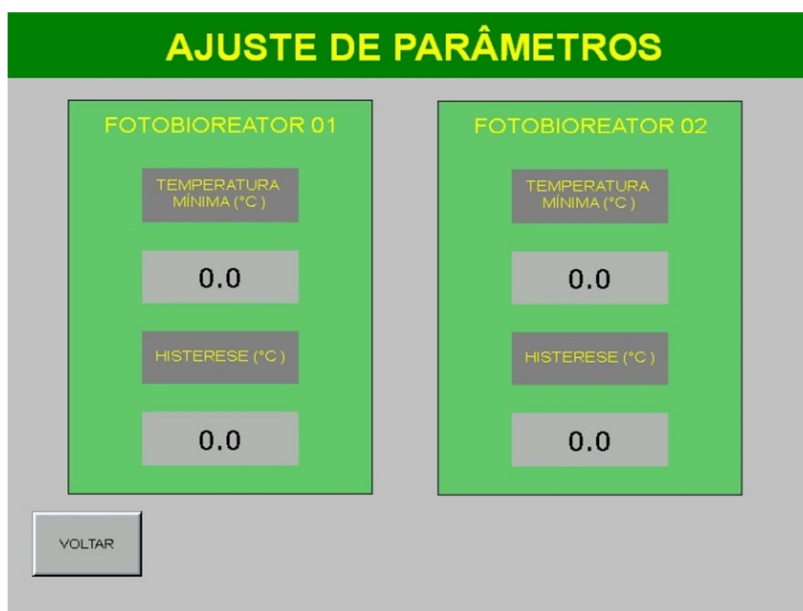 AJUSTE DE PARÂMETROS
FOTOBIOREATOR 01
TEMPERATURA
MÍNIMA (°C )
0.0
HISTERESE (°C )
0.0
FOTOBIOREATOR 02
TEMPERATURA
MÍNIMA (°C )
0.0
HISTERESE (°C )
0.0
VOLTAR